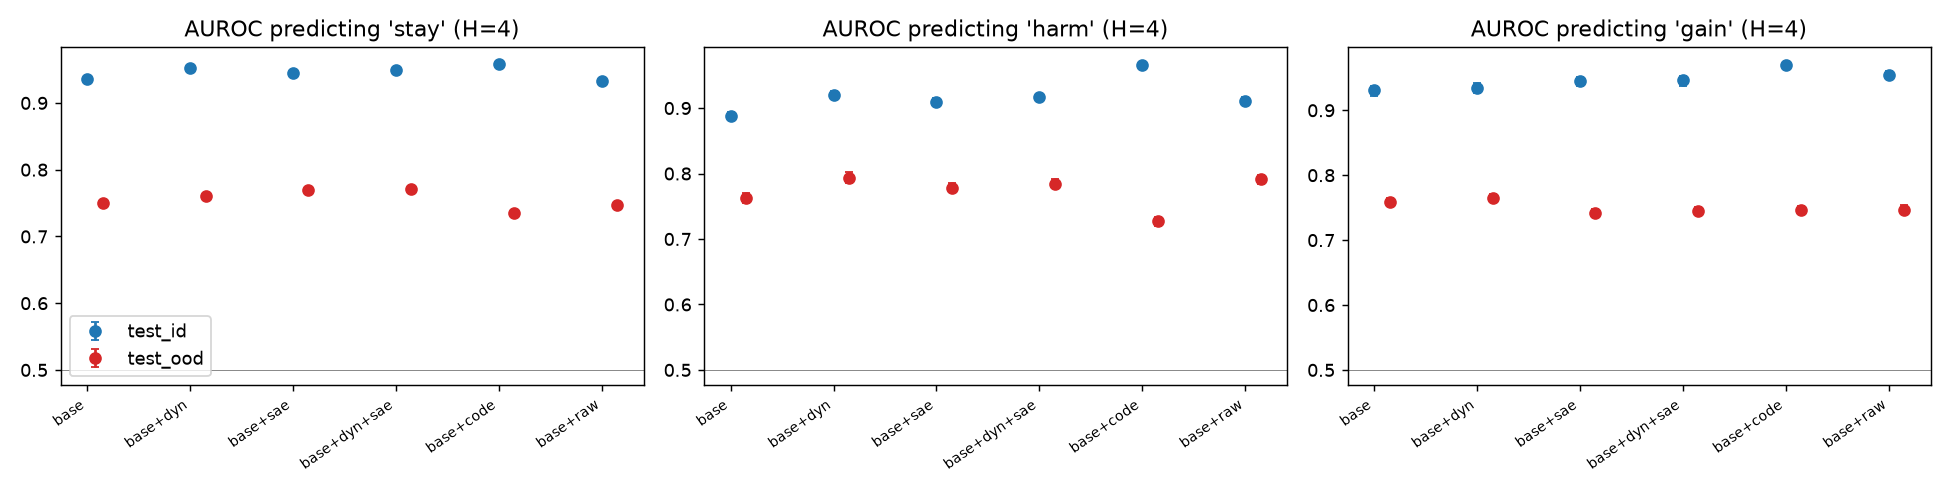 AUROC predicting 'stay' (H=4)
0.9
0.8
0.7
0.6
0.5
test_id
test_ood
base
base+dyn
base+sae
base+dyn+sae
base+code
base+raw
AUROC predicting 'harm' (H=4)
0.9
0.8
0.7
0.6
0.5
base
base+dyn
base+sae
base+dyn+sae
base+code
base+raw
AUROC predicting 'gain' (H=4)
0.9
0.8
0.7
0.6
0.5
base
base+dyn
base+sae
base+dyn+sae
base+code
base+raw